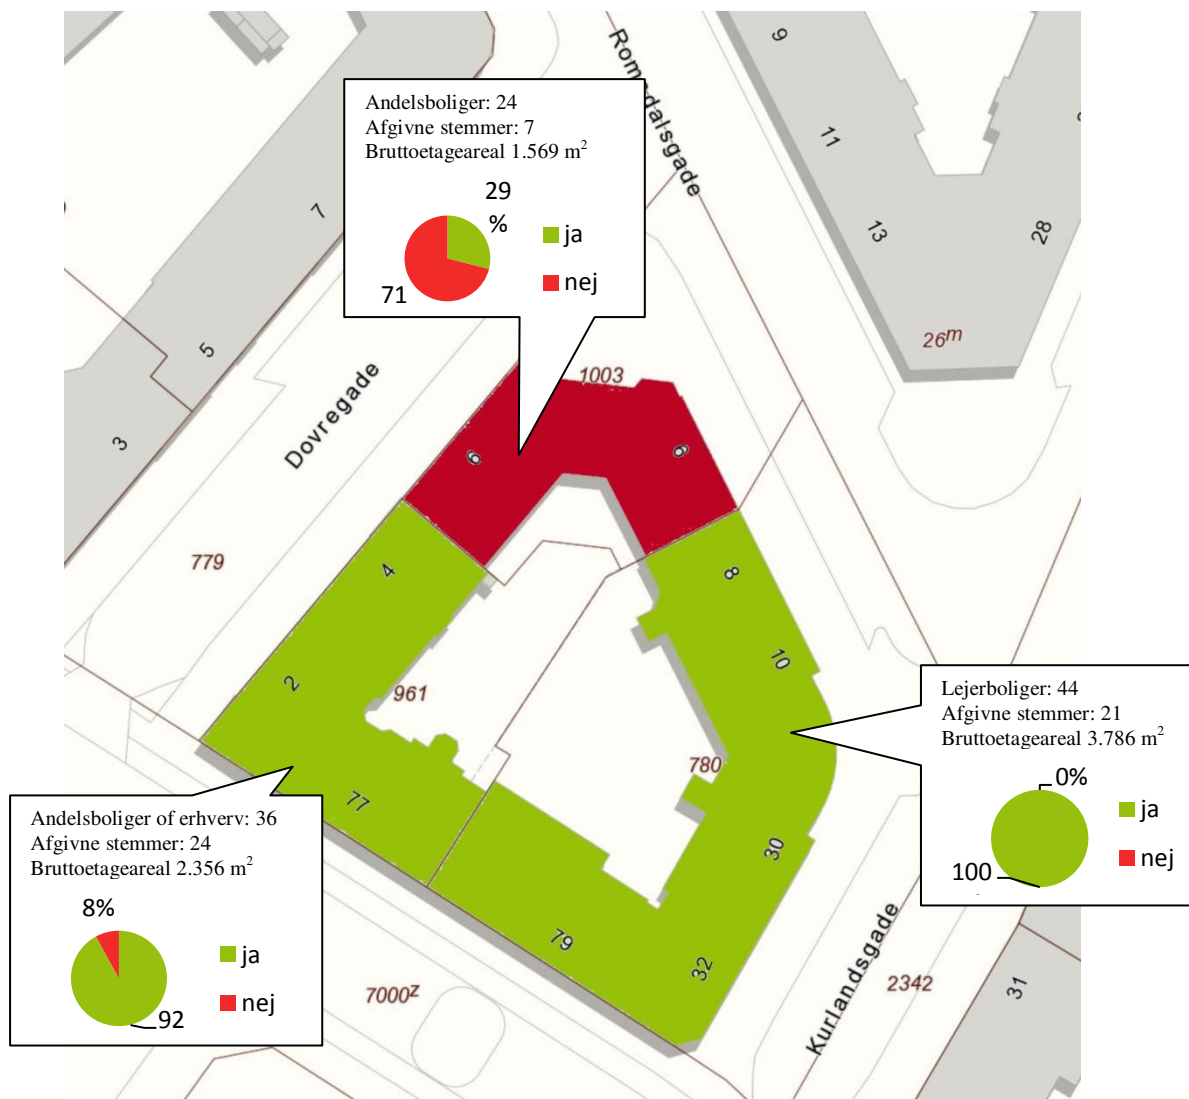 9
Romsdalsgade
11
13
28
26m
7
5
3
Andelsboliger: 24
Afgivne stemmer: 7
Bruttoetageareal 1.569 m²
29
%
71
ja
nej
Dovregade
1003
6
9
779
4
2
961
77
8
10
780
30
79
32
Lejerboliger: 44
Afgivne stemmer: 21
Bruttoetageareal 3.786 m²
0%
100
ja
nej
Andelsboliger of erhverv: 36
Afgivne stemmer: 24
Bruttoetageareal 2.356 m²
8%
92
ja
nej
7000z
Kurlandsgade
2342
31